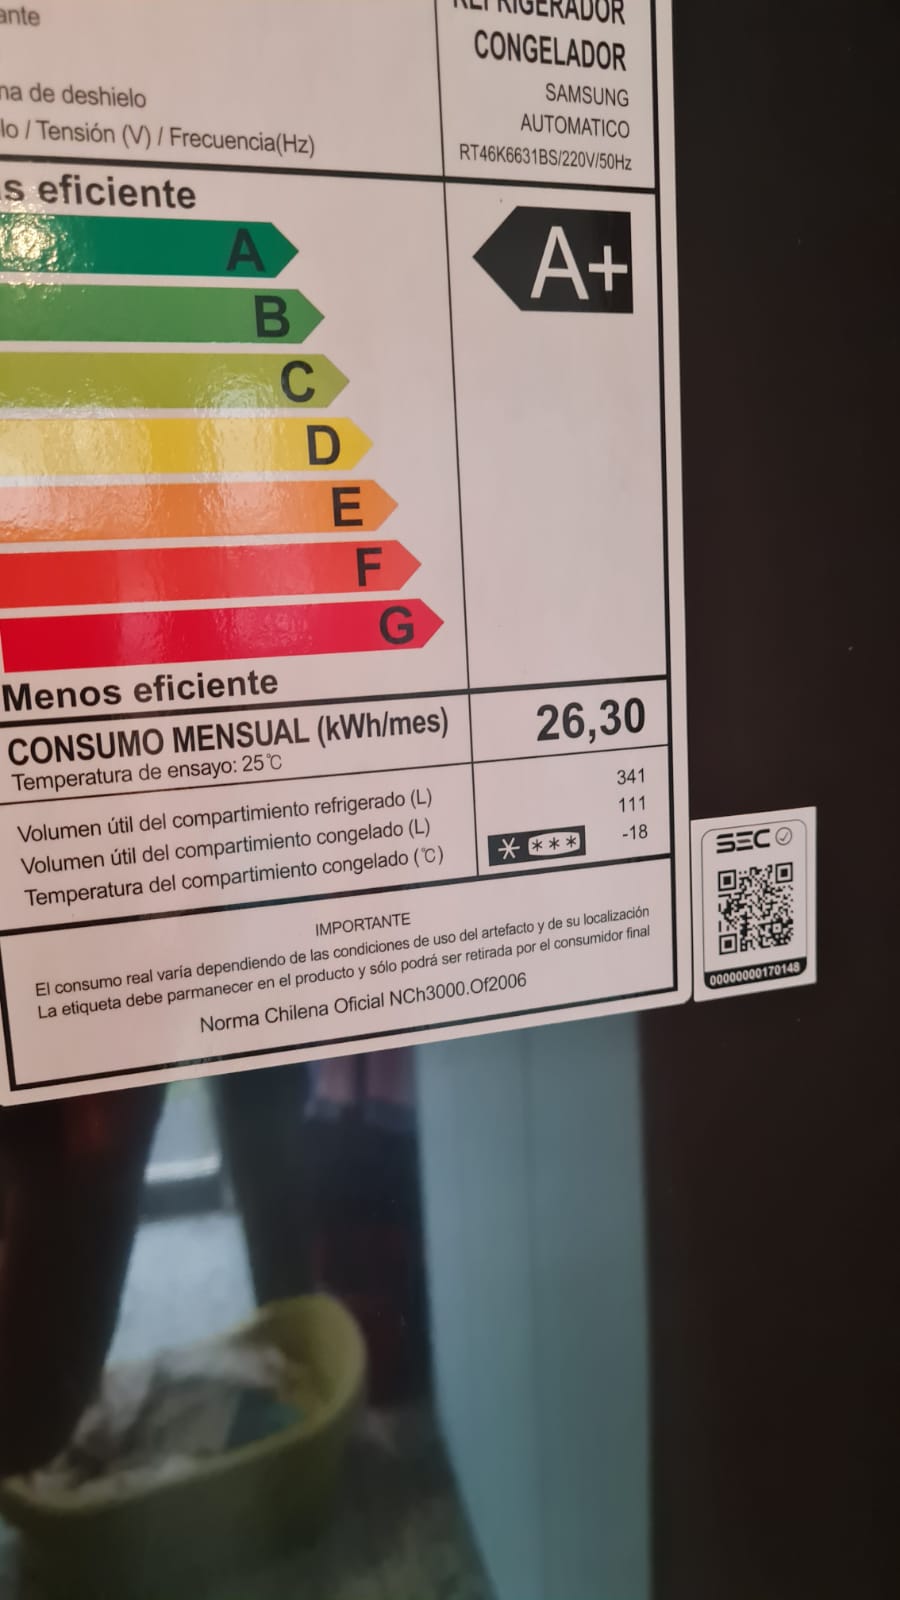 ante
REFRIGERADOR
CONGELADOR
SAMSUNG
ma de deshielo
AUTOMATICO
lo / Tensión (V) / Frecuencia(Hz)
RT46K6631BS/220V/50Hz
s eficiente
A
A+
B
C
D
E
F
G
Menos eficiente
CONSUMO MENSUAL (kWh/mes)
26,30
Temperatura de ensayo: 25℃
Volumen útil del compartimiento refrigerado (L)
341
Volumen útil del compartimiento congelado (L)
111
Temperatura del compartimiento congelado (℃)
* *** -18
IMPORTANTE
El consumo real varía dependiendo de las condiciones de uso del artefacto y de su localización
La etiqueta debe parmanecer en el producto y sólo podrá ser retirada por el consumidor final
Norma Chilena Oficial NCh3000.Of2006
SEC
00000000170148